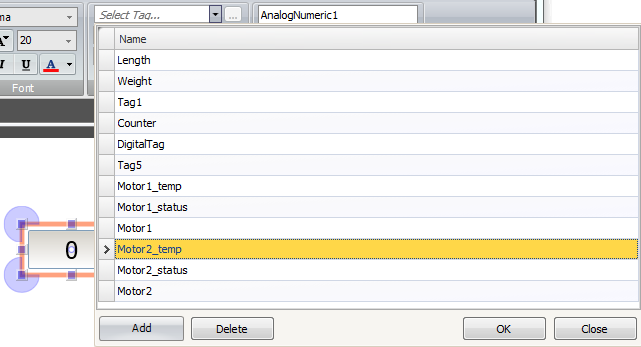 ma
Select Tag...
...
AnalogNumeric1
A
20
I U A
Font
Name
Length
Weight
Tag1
Counter
DigitalTag
Tag5
Motor1_temp
Motor1_status
Motor1
Motor2_temp
Motor2_status
Motor2
0
Add Delete OK Close